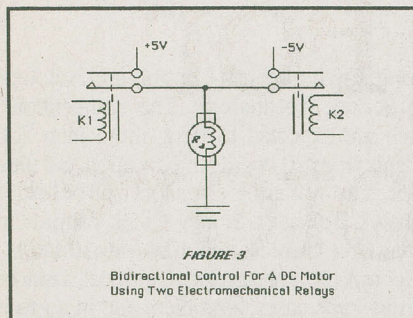 +5V -5V
K1 K2
R
FIGURE 3
Bidirectional Control For A DC Motor
Using Two Electromechanical Relays